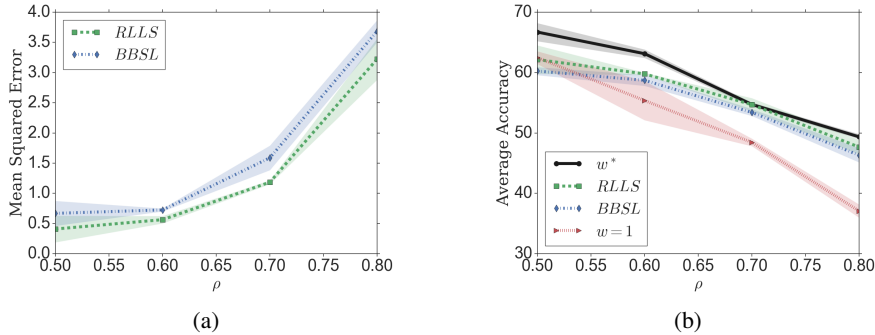 4.0
3.5
3.0
2.5
2.0
1.5
1.0
0.5
0.0
Mean Squared Error
RLLS
BBSL
0.50 0.55 0.60 0.65 0.70 0.75 0.80
ρ
(a)
70
60
50
40
30
Average Accuracy
w*
RLLS
BBSL
w = 1
0.50 0.55 0.60 0.65 0.70 0.75 0.80
ρ
(b)